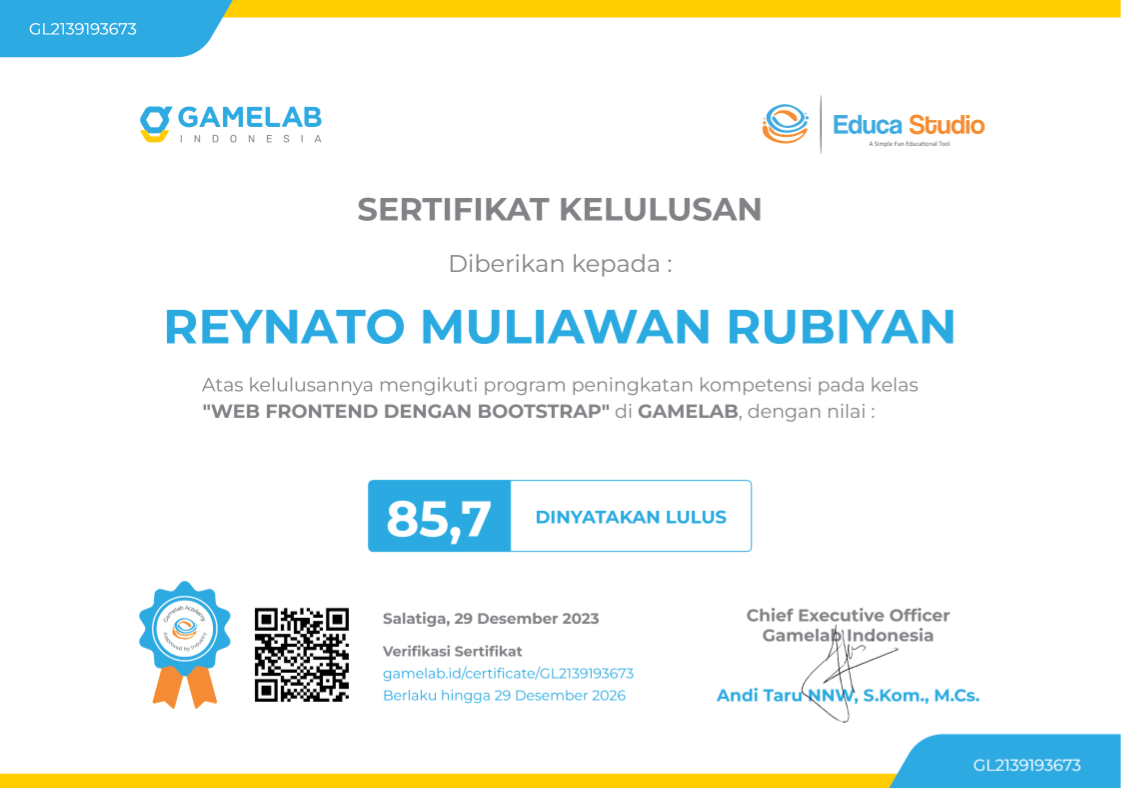 GL2139193673
GAMELAB
INDONESIA
Educa Studio
A Simple Fun Educational Tool
SERTIFIKAT KELULUSAN
Diberikan kepada :
REYNATO MULIAWAN RUBIYAN
Atas kelulusannya mengikuti program peningkatan kompetensi pada kelas
"WEB FRONTEND DENGAN BOOTSTRAP" di GAMELAB, dengan nilai :
85,7
DINYATAKAN LULUS
Gamelab Academy
Approved by Industry
Salatiga, 29 Desember 2023
Verifikasi Sertifikat
gamelab.id/certificate/GL2139193673
Berlaku hingga 29 Desember 2026
Chief Executive Officer
Gamelab Indonesia
Andi Taru NNW, S.Kom., M.Cs.
GL2139193673